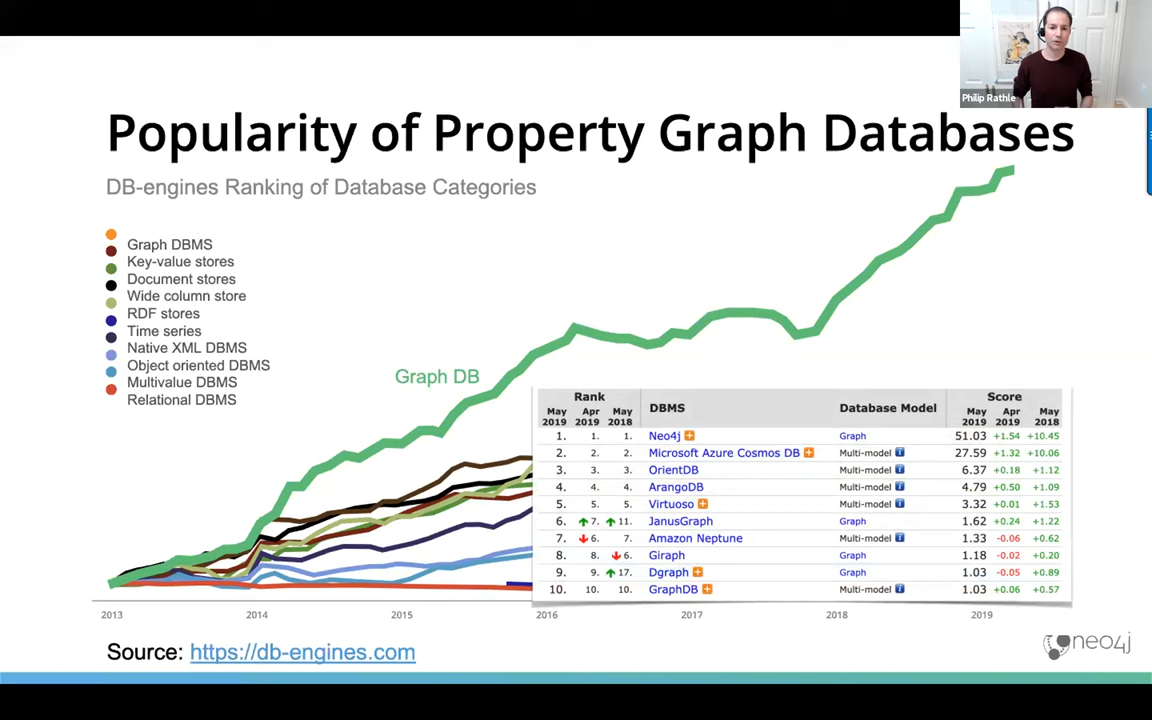 Philip Rathle
Popularity of Property Graph Databases
DB-engines Ranking of Database Categories
Graph DBMS
Key-value stores
Document stores
Wide column store
RDF stores
Time series
Native XML DBMS
Object oriented DBMS
Multivalue DBMS
Relational DBMS
Graph DB
Rank DBMS Database Model Score
May 2019 Apr 2019 May 2018 May 2019 Apr 2019 May 2018
1. 1. 1. Neo4j Graph 51.03 +1.54 +10.45
2. 2. 2. Microsoft Azure Cosmos DB Multi-model 27.59 +1.32 +10.06
3. 3. 3. OrientDB Multi-model 6.37 +0.18 +1.12
4. 4. 4. ArangoDB Multi-model 4.79 +0.50 +1.09
5. 5. 5. Virtuoso Multi-model 3.32 +0.01 +1.53
6. 7. 11. JanusGraph Graph 1.62 +0.24 +1.22
7. 6. 7. Amazon Neptune Multi-model 1.33 -0.06 +0.62
8. 8. 6. Giraph Graph 1.18 -0.02 +0.20
9. 9. 17. Dgraph Graph 1.03 -0.05 +0.89
10. 10. 10. GraphDB Multi-model 1.03 +0.06 +0.57
2013 2014 2015 2016 2017 2018 2019
Source: https://db-engines.com
neo4j